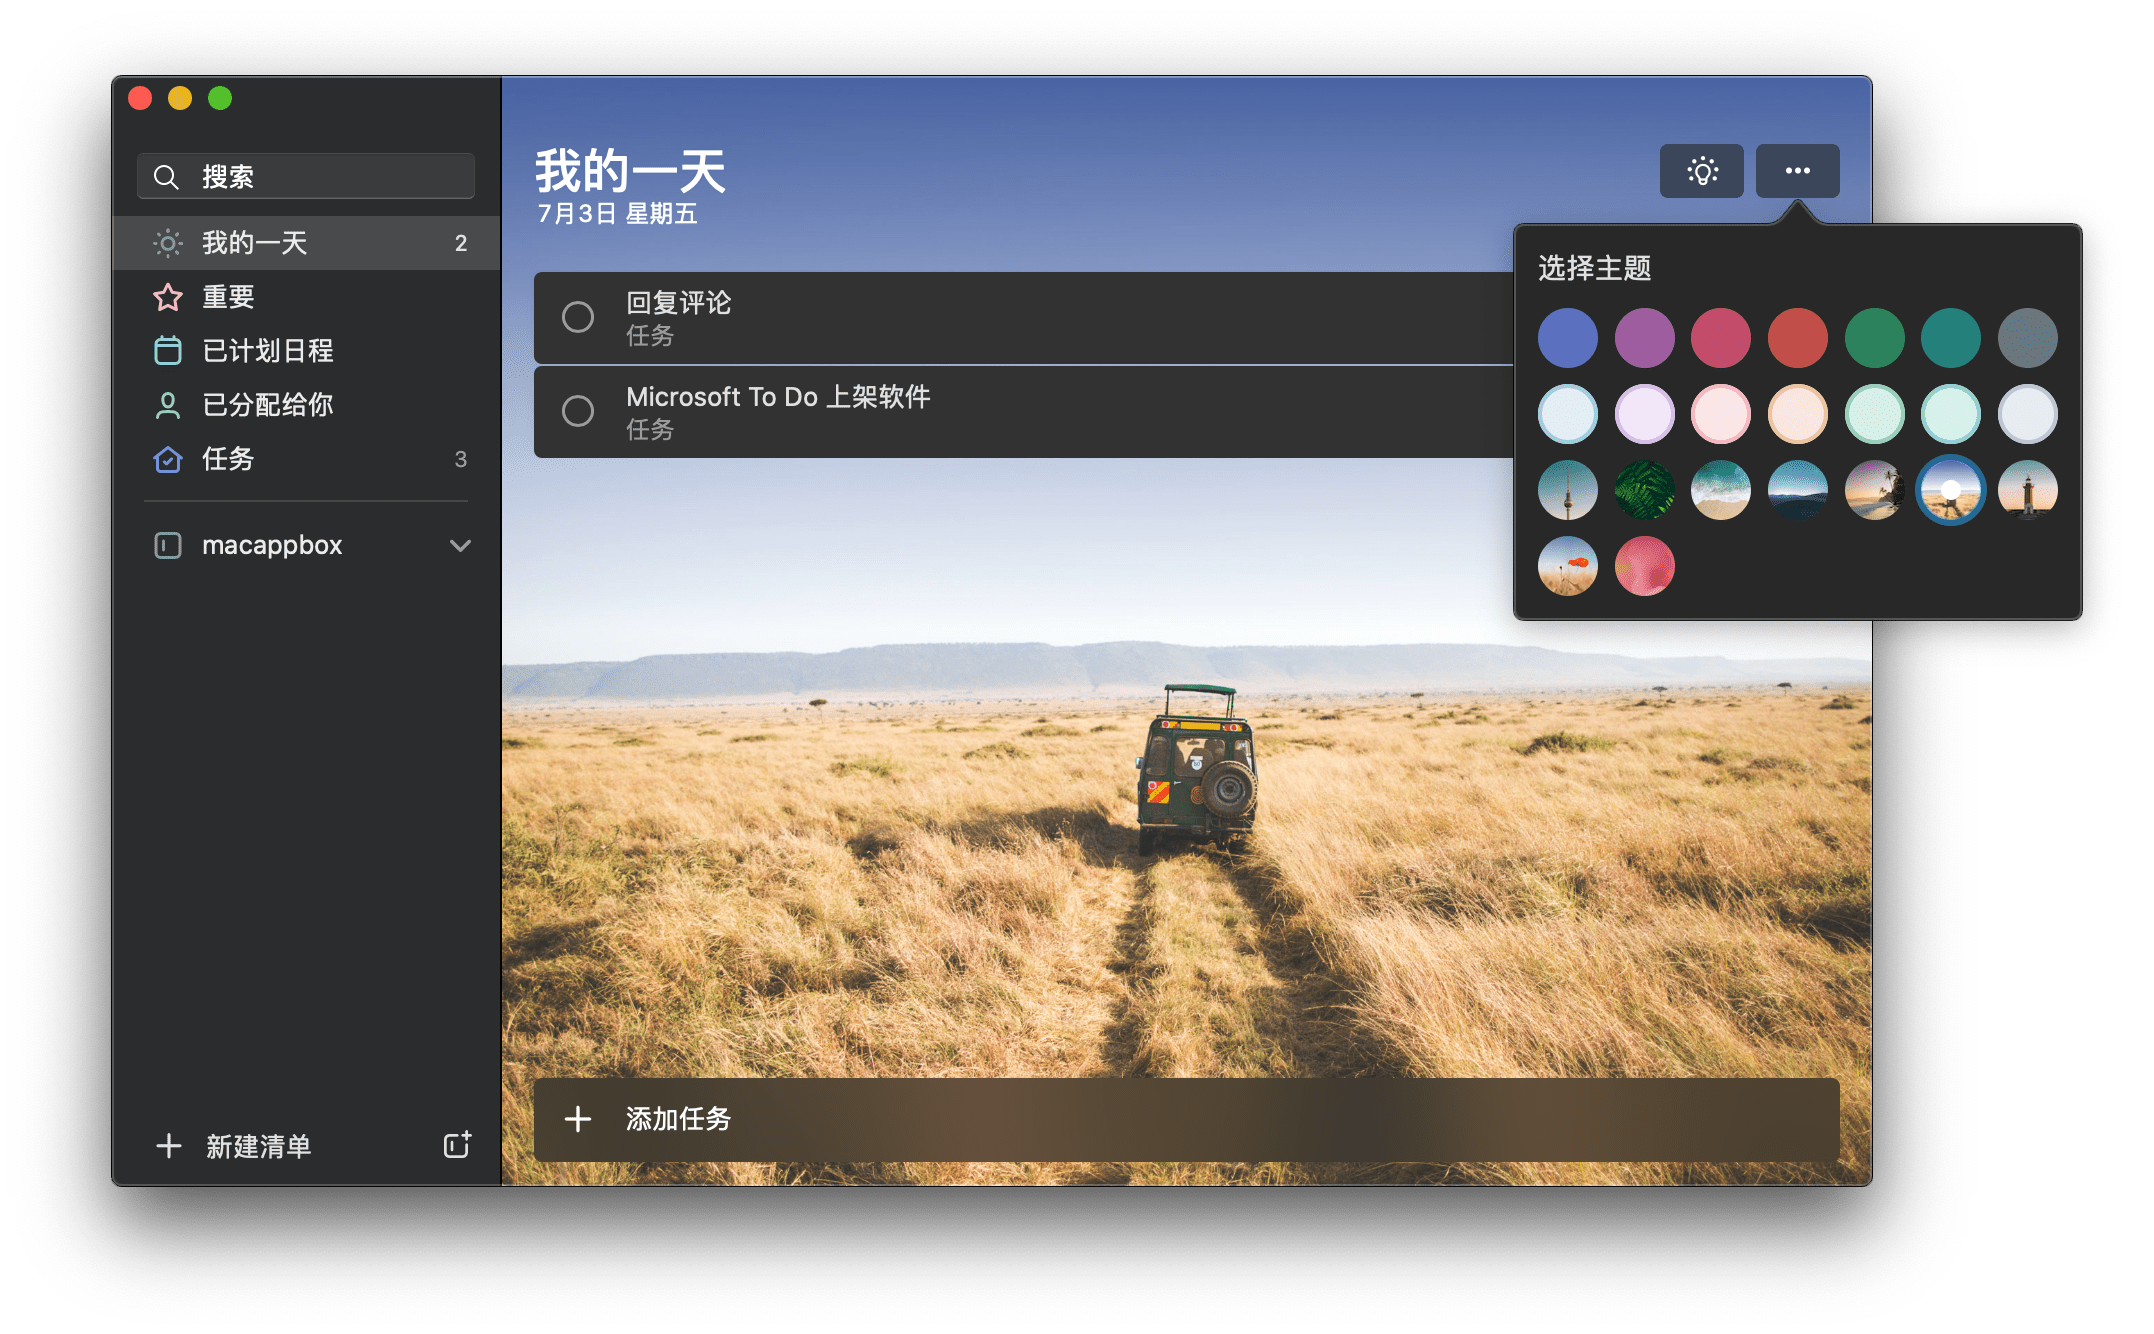 搜索
我的一天 2
重要
已计划日程
已分配给你
任务 3
macappbox
新建清单
我的一天
7月3日 星期五
回复评论
任务
Microsoft To Do 上架软件
任务
添加任务
选择主题